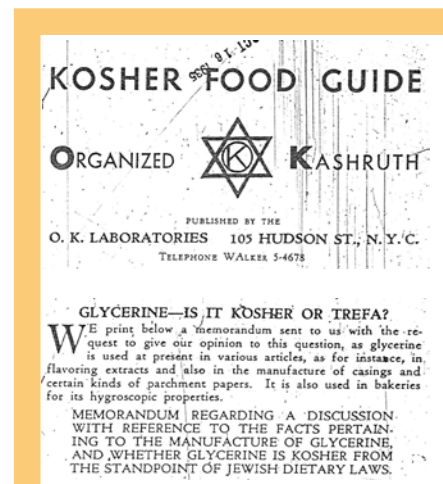 OCT 16 1935
KOSHER FOOD GUIDE
ORGANIZED K KASHRUTH
PUBLISHED BY THE
O. K. LABORATORIES 105 HUDSON ST., N. Y. C.
TELEPHONE WALKER 5-4678
GLYCERINE—IS IT KOSHER OR TREFA?
WE print below a memorandum sent to us with the re-
quest to give our opinion to this question, as glycerine
is used at present in various articles, as for instance, in
flavoring extracts and also in the manufacture of casings and
certain kinds of parchment papers. It is also used in bakeries
for its hygroscopic properties.
MEMORANDUM REGARDING A DISCUSSION
WITH REFERENCE TO THE FACTS PERTAIN-
ING TO THE MANUFACTURE OF GLYCERINE,
AND WHETHER GLYCERINE IS KOSHER FROM
THE STANDPOINT OF JEWISH DIETARY LAWS.